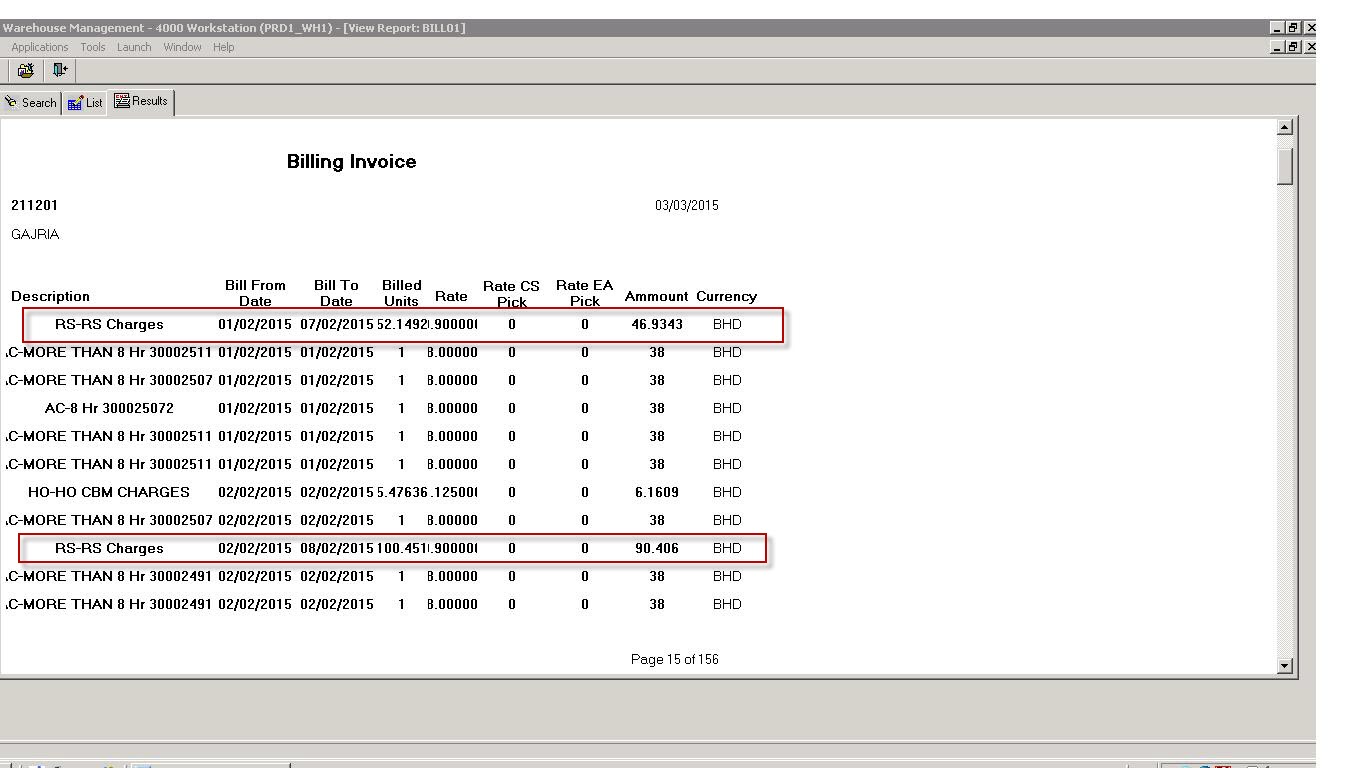 Warehouse Management - 4000 Workstation (PRD1_WH1) - [View Report: BILL01]
Applications Tools Launch Window Help
Search List Results
Billing Invoice
211201 03/03/2015
GAJRIA
Description Bill From Date Bill To Date Billed Units Rate Rate CS Pick Rate EA Pick Ammount Currency
RS-RS Charges 01/02/2015 07/02/2015 52.1492 .900000 0 0 46.9343 BHD
C-MORE THAN 8 Hr 30002511 01/02/2015 01/02/2015 1 8.00000 0 0 38 BHD
C-MORE THAN 8 Hr 30002507 01/02/2015 01/02/2015 1 8.00000 0 0 38 BHD
AC-8 Hr 300025072 01/02/2015 01/02/2015 1 8.00000 0 0 38 BHD
C-MORE THAN 8 Hr 30002511 01/02/2015 01/02/2015 1 8.00000 0 0 38 BHD
C-MORE THAN 8 Hr 30002511 01/02/2015 01/02/2015 1 8.00000 0 0 38 BHD
HO-HO CBM CHARGES 02/02/2015 02/02/2015 5.47636 .125000 0 0 6.1609 BHD
C-MORE THAN 8 Hr 30002507 02/02/2015 02/02/2015 1 8.00000 0 0 38 BHD
RS-RS Charges 02/02/2015 08/02/2015 100.451 .900000 0 0 90.406 BHD
C-MORE THAN 8 Hr 30002491 02/02/2015 02/02/2015 1 8.00000 0 0 38 BHD
C-MORE THAN 8 Hr 30002491 02/02/2015 02/02/2015 1 8.00000 0 0 38 BHD
Page 15 of 156